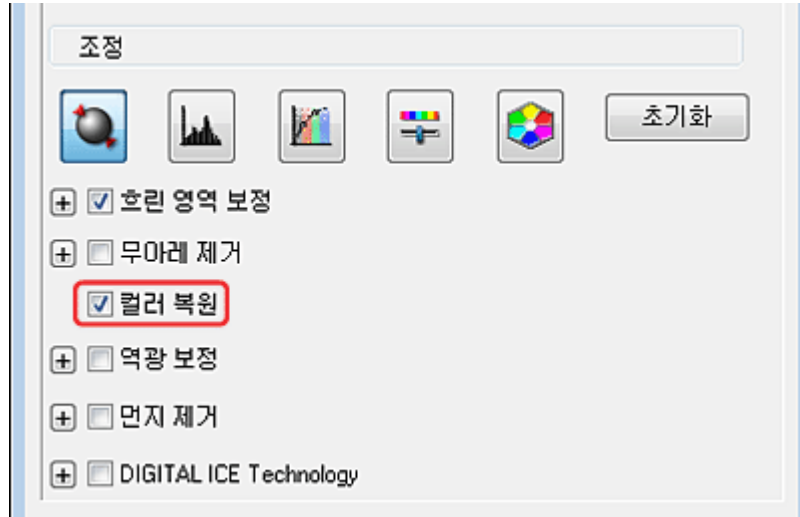 조정
초기화
흐린 영역 보정
무아레 제거
컬러 복원
역광 보정
먼지 제거
DIGITAL ICE Technology